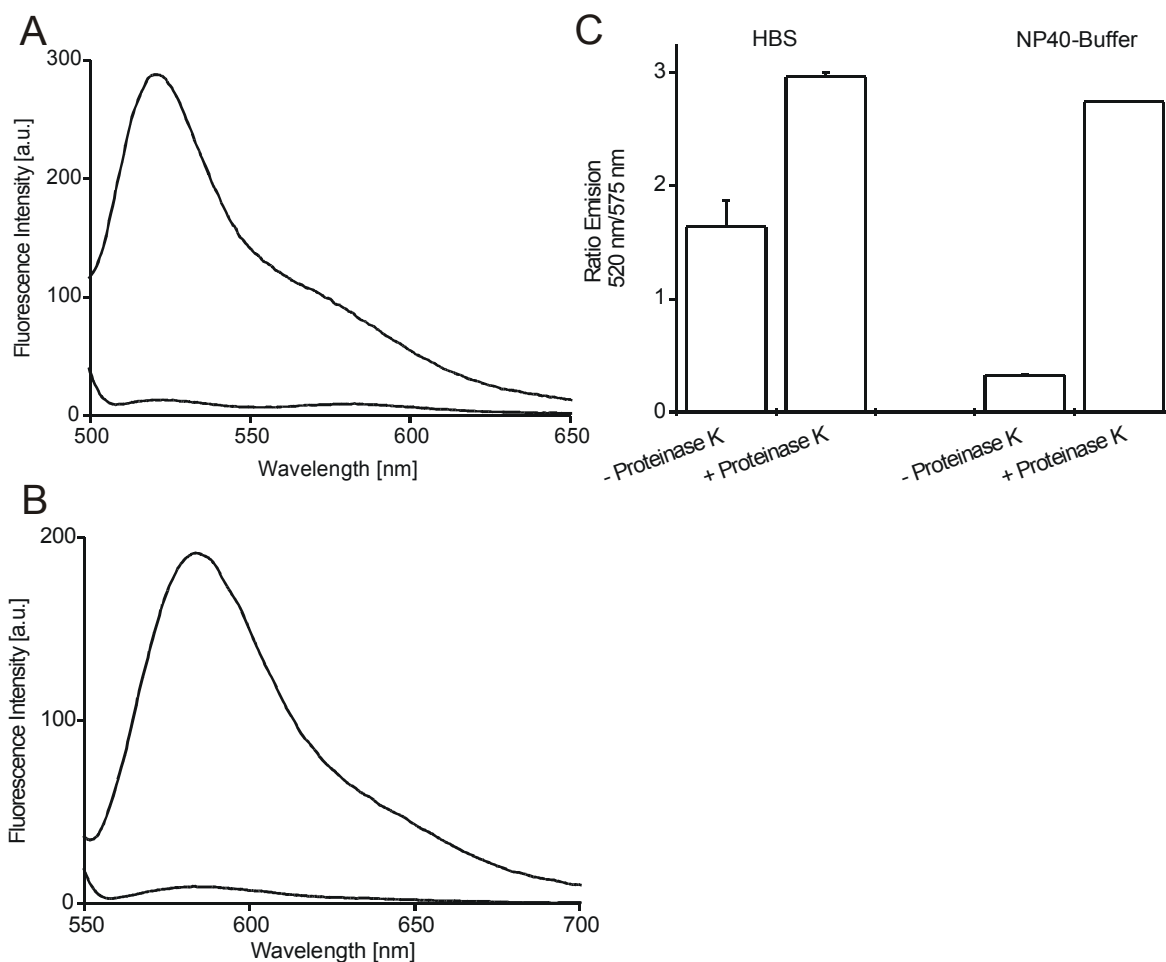 A
300
200
100
0
Fluorescence Intensity [a.u.]
500
550
600
650
Wavelength [nm]
B
200
100
0
Fluorescence Intensity [a.u.]
550
600
650
700
Wavelength [nm]
C
HBS
NP40-Buffer
3
2
1
0
Ratio Emision
520 nm/575 nm
- Proteinase K
+ Proteinase K
- Proteinase K
+ Proteinase K